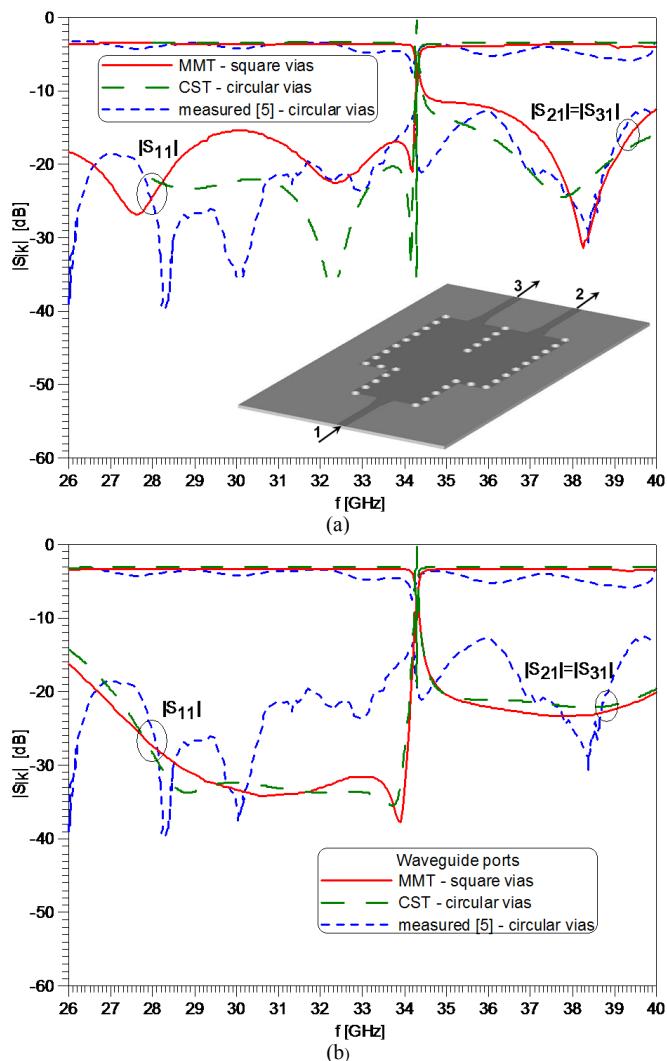 0
-10
-20
-30
-40
-50
-60
|S_lk| [dB]
MMT - square vias
CST - circular vias
measured [5] - circular vias
|S11|
|S21|=|S31|
3
2
1
26 27 28 29 30 31 32 33 34 35 36 37 38 39 40
f [GHz]
(a)
0
-10
-20
-30
-40
-50
-60
|S_lk| [dB]
|S11|
|S21|=|S31|
Waveguide ports
MMT - square vias
CST - circular vias
measured [5] - circular vias
26 27 28 29 30 31 32 33 34 35 36 37 38 39 40
f [GHz]
(b)